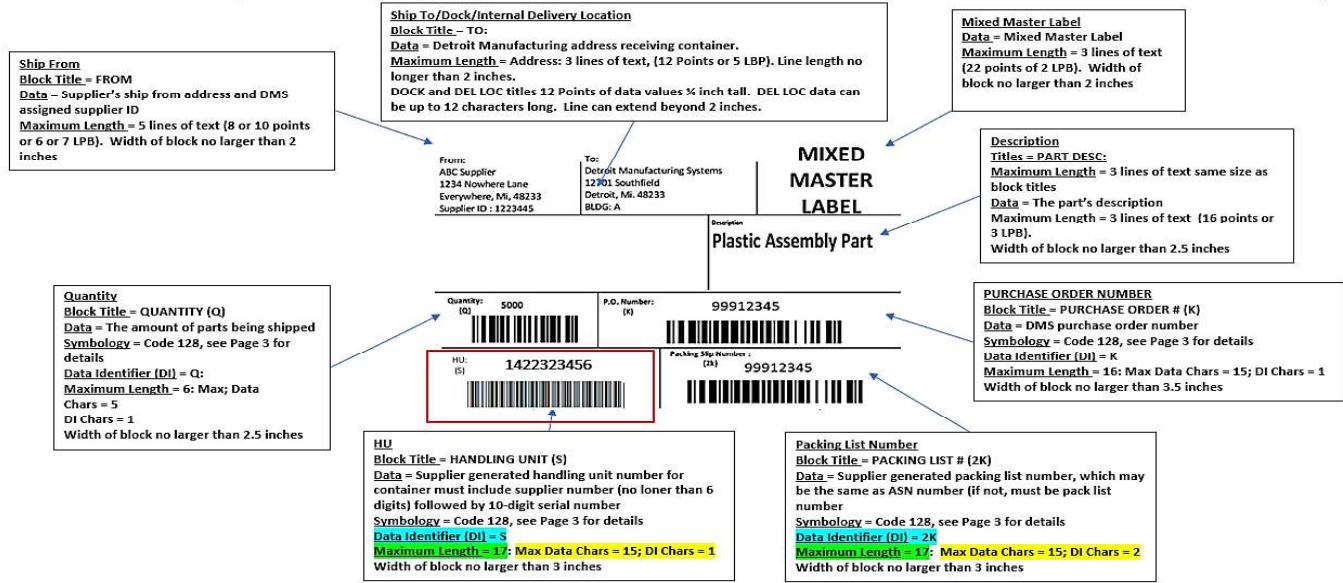 Ship From
Block Title = FROM
Data – Supplier's ship from address and DMS
assigned supplier ID
Maximum Length = 5 lines of text (8 or 10 points
or 6 or 7 LPB). Width of block no larger than 2
inches
Ship To/Dock/Internal Delivery Location
Block Title – TO:
Data = Detroit Manufacturing address receiving container.
Maximum Length = Address: 3 lines of text, (12 Points or 5 LBP). Line length no
longer than 2 inches.
DOCK and DEL LOC titles 12 Points of data values ¼ inch tall. DEL LOC data can
be up to 12 characters long. Line can extend beyond 2 inches.
Mixed Master Label
Data = Mixed Master Label
Maximum Length = 3 lines of text
(22 points of 2 LPB). Width of
block no larger than 2 inches
Description
Titles = PART DESC:
Maximum Length = 3 lines of text same size as
block titles
Data = The part's description
Maximum Length = 3 lines of text (16 points or
3 LPB).
Width of block no larger than 2.5 inches
From:
ABC Supplier
1234 Nowhere Lane
Everywhere, Mi, 48233
Supplier ID : 1223445
To:
Detroit Manufacturing Systems
12701 Southfield
Detroit, Mi. 48233
BLDG: A
MIXED
MASTER
LABEL
Description
Plastic Assembly Part
Quantity:
(Q)
5000
P.O. Number:
(K)
99912345
HU:
(S)
1422323456
Packing Slip Number :
(2k)
99912345
Quantity
Block Title = QUANTITY (Q)
Data = The amount of parts being shipped
Symbology = Code 128, see Page 3 for
details
Data Identifier (DI) = Q:
Maximum Length = 6: Max; Data
Chars = 5
DI Chars = 1
Width of block no larger than 2.5 inches
PURCHASE ORDER NUMBER
Block Title = PURCHASE ORDER # (K)
Data = DMS purchase order number
Symbology = Code 128, see Page 3 for details
Data Identifier (DI) = K
Maximum Length = 16: Max Data Chars = 15; DI Chars = 1
Width of block no larger than 3.5 inches
HU
Block Title = HANDLING UNIT (S)
Data = Supplier generated handling unit number for
container must include supplier number (no loner than 6
digits) followed by 10-digit serial number
Symbology = Code 128, see Page 3 for details
Data Identifier (DI) = S
Maximum Length = 17: Max Data Chars = 15; DI Chars = 1
Width of block no larger than 3 inches
Packing List Number
Block Title = PACKING LIST # (2K)
Data = Supplier generated packing list number, which may
be the same as ASN number (if not, must be pack list
number
Symbology = Code 128, see Page 3 for details
Data Identifier (DI) = 2K
Maximum Length = 17: Max Data Chars = 15; DI Chars = 2
Width of block no larger than 3 inches